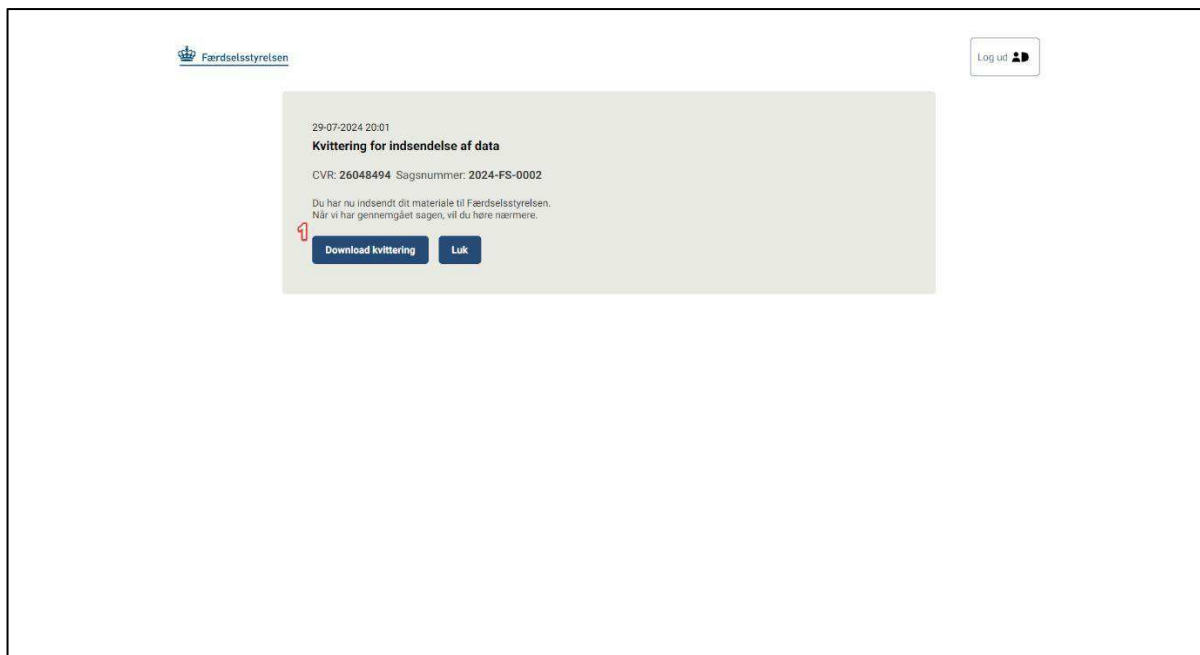 Færdselsstyrelsen
Log ud
29-07-2024 20:01
Kvittering for indsendelse af data
CVR: 26048494 Sagsnummer: 2024-FS-0002
Du har nu indsendt dit materiale til Færdselsstyrelsen.
Når vi har gennemgået sagen, vil du høre nærmere.
1
Download kvittering
Luk